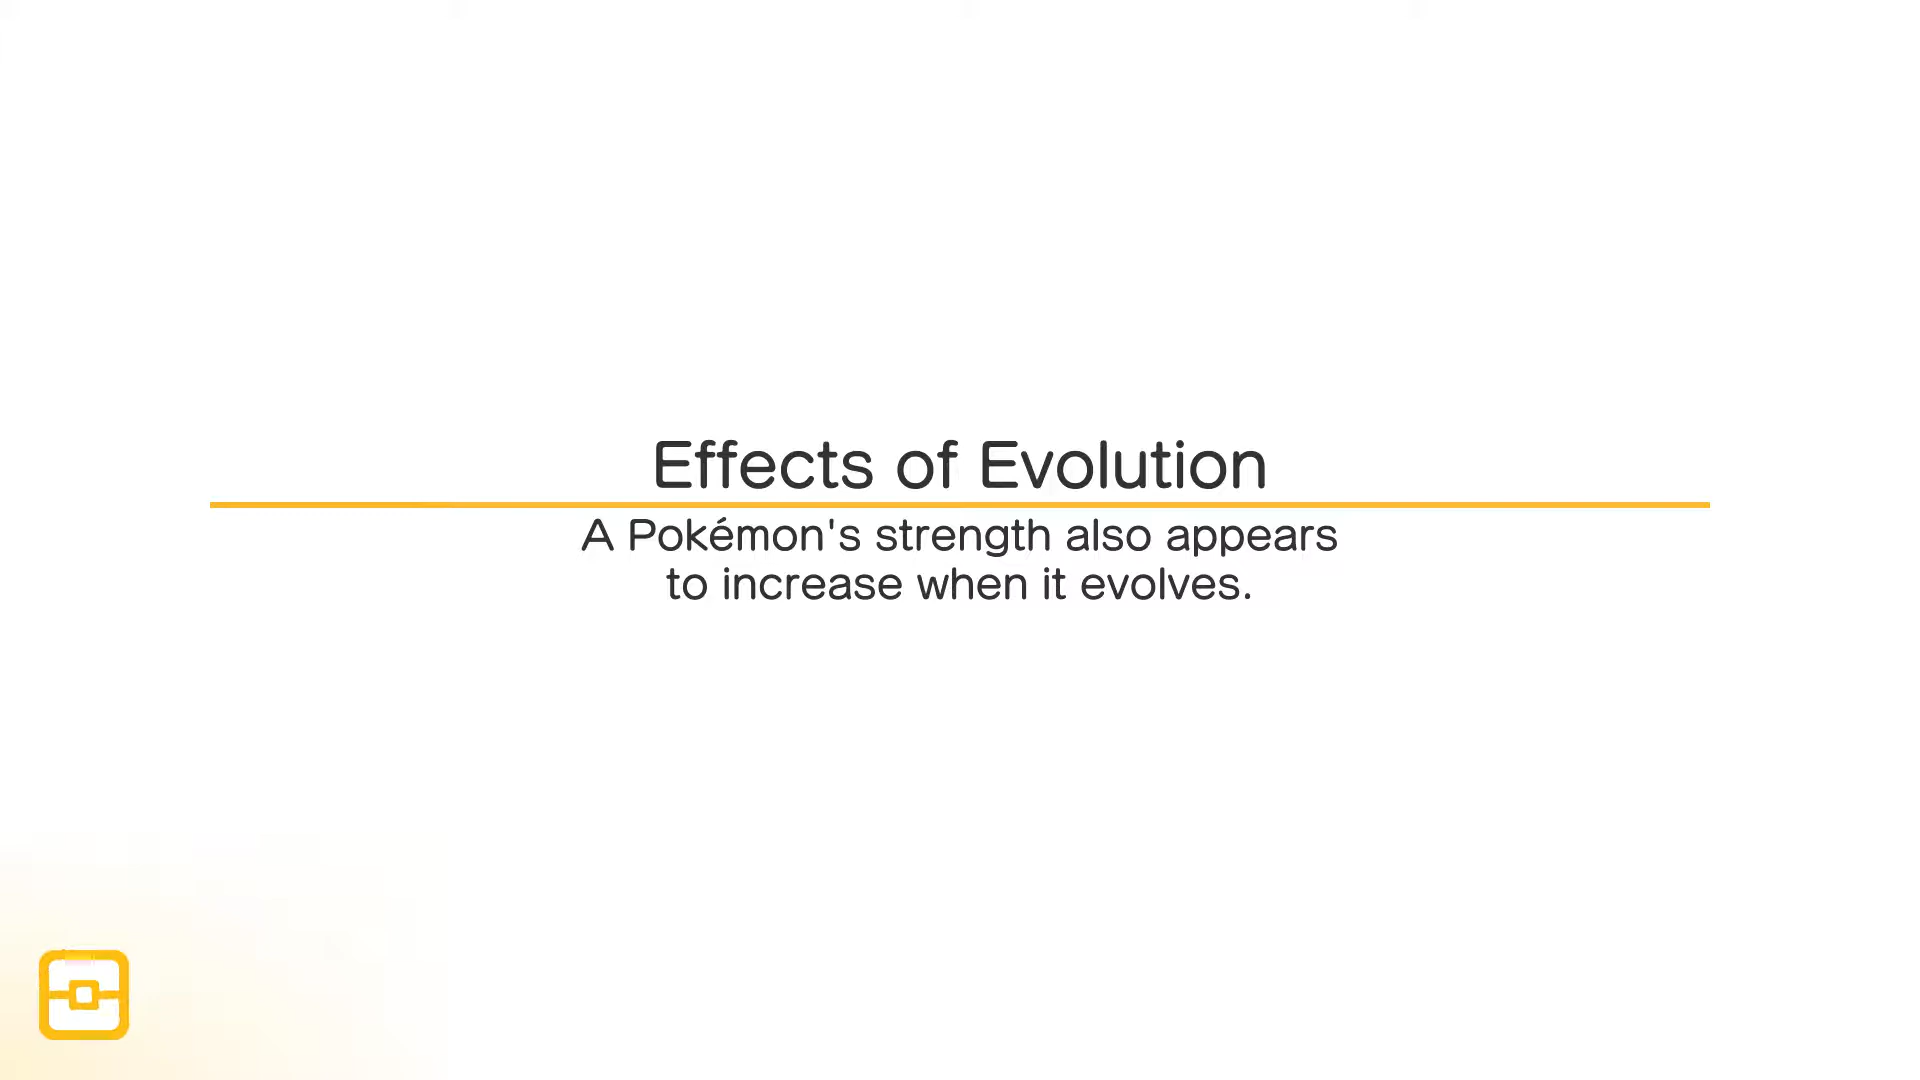 Effects of Evolution
A Pokémon's strength also appears
to increase when it evolves.